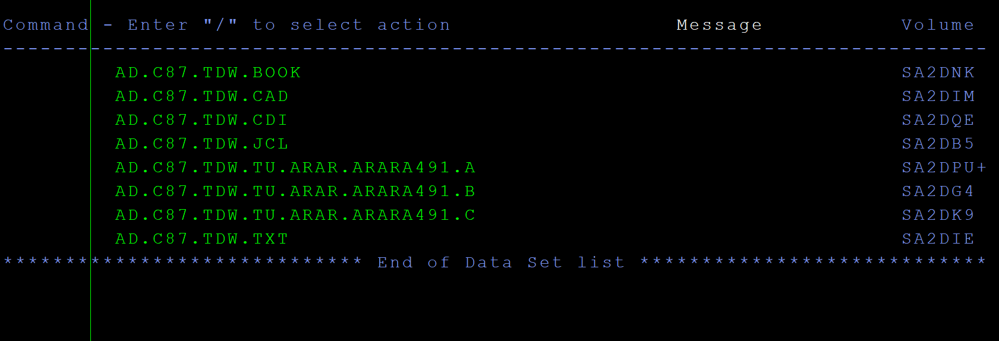 Command - Enter "/" to select action Message Volume
-------------------------------------------------------------------------------
AD.C87.TDW.BOOK SA2DNK
AD.C87.TDW.CAD SA2DIM
AD.C87.TDW.CDI SA2DQE
AD.C87.TDW.JCL SA2DB5
AD.C87.TDW.TU.ARAR.ARARA491.A SA2DPU+
AD.C87.TDW.TU.ARAR.ARARA491.B SA2DG4
AD.C87.TDW.TU.ARAR.ARARA491.C SA2DK9
AD.C87.TDW.TXT SA2DIE
***************************** End of Data Set list ****************************